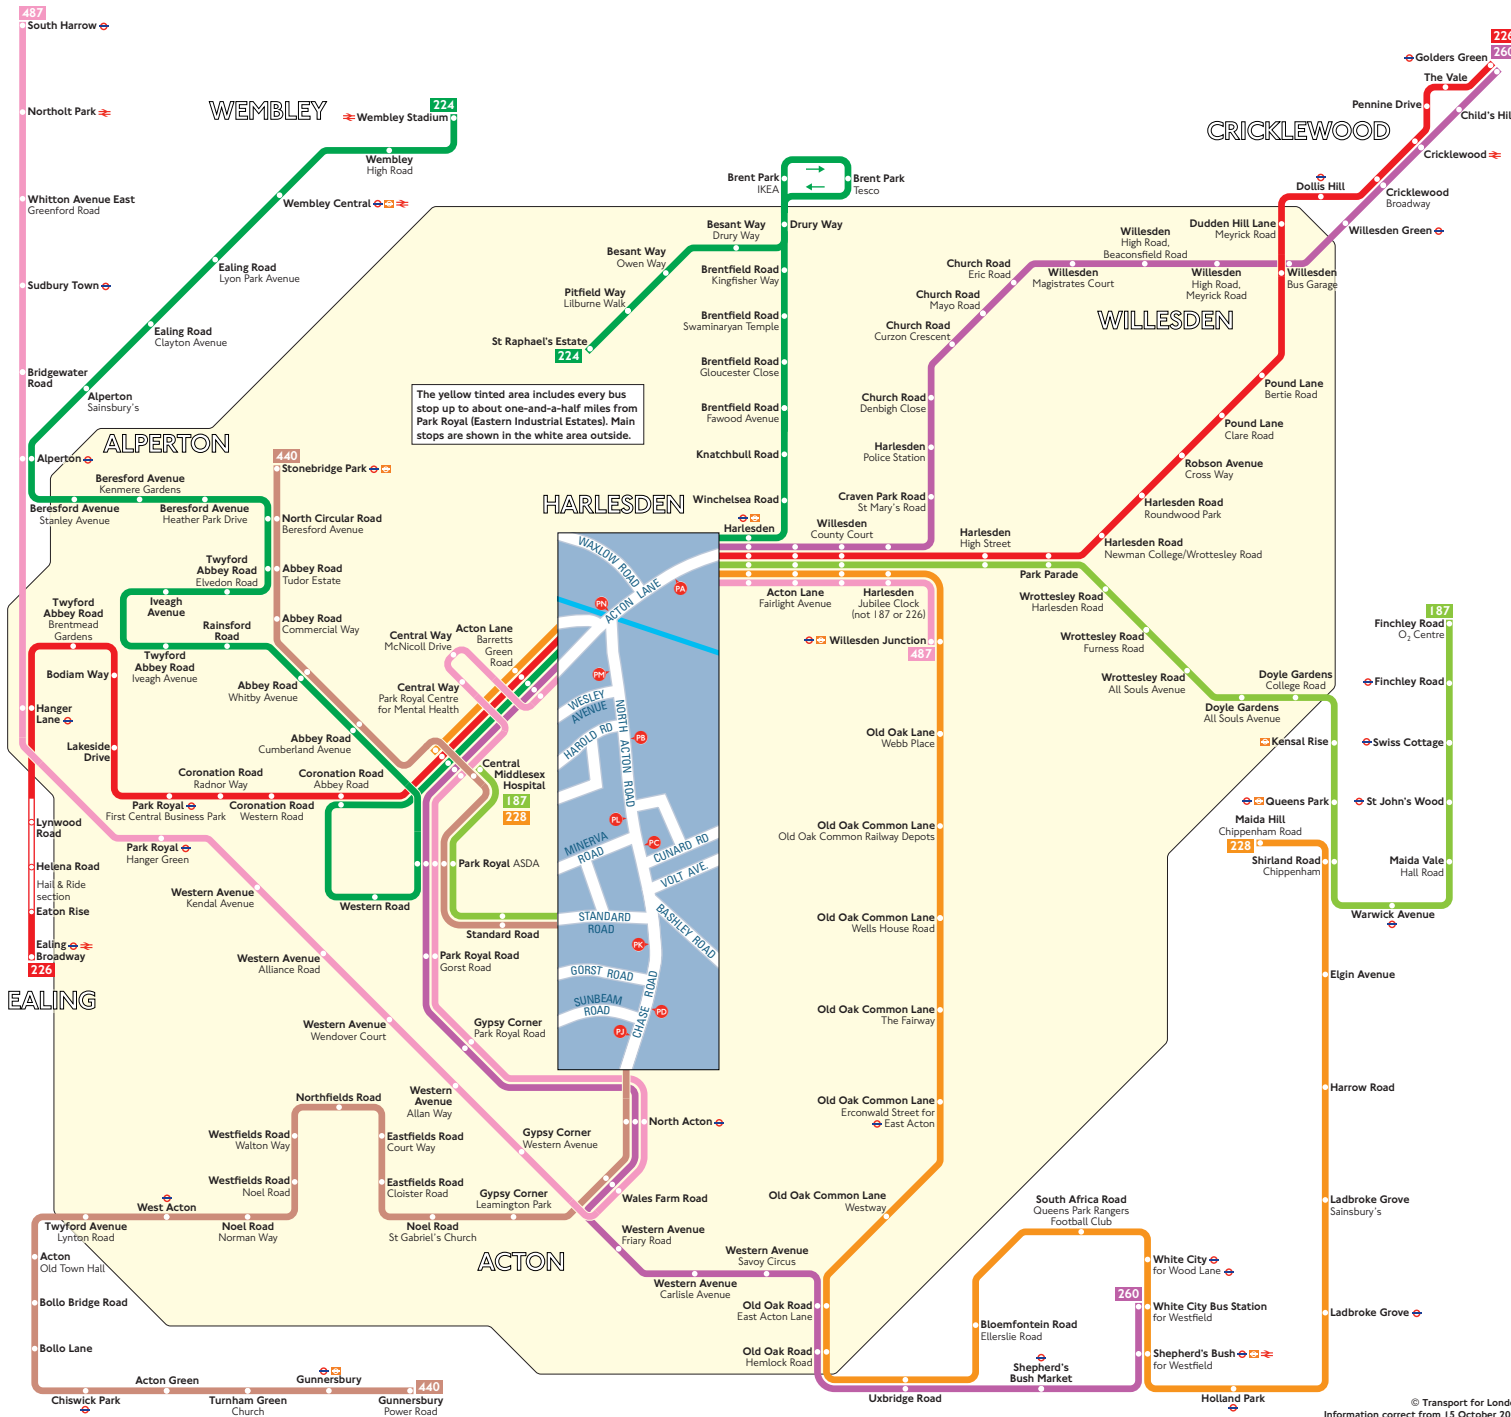 487
South Harrow
Northolt Park
Whitton Avenue East
Greenford Road
Sudbury Town
Bridgewater
Road
Alperton
WEMBLEY
224
Wembley Stadium
Wembley
High Road
Wembley Central
Ealing Road
Lyon Park Avenue
Ealing Road
Clayton Avenue
Alperton
Sainsbury's
ALPERTON
Beresford Avenue
Kenmere Gardens
Beresford Avenue
Stanley Avenue
Beresford Avenue
Heather Park Drive
440
Stonebridge Park
North Circular Road
Beresford Avenue
Abbey Road
Tudor Estate
Abbey Road
Commercial Way
Twyford
Abbey Road
Elvedon Road
Iveagh
Avenue
Rainsford
Road
Twyford
Abbey Road
Iveagh Avenue
Twyford
Abbey Road
Brentmead
Gardens
Bodiam Way
Hanger
Lane
Lakeside
Drive
Abbey Road
Whitby Avenue
Abbey Road
Cumberland Avenue
Coronation Road
Radnor Way
Coronation Road
Abbey Road
Park Royal
First Central Business Park
Coronation Road
Western Road
Lynwood
Road
Helena Road
Hail & Ride
section
Eaton Rise
Ealing
Broadway
226
EALING
Park Royal
Hanger Green
Western Avenue
Kendal Avenue
Western Avenue
Alliance Road
Western Avenue
Wendover Court
Western
Avenue
Allan Way
Gypsy Corner
Western Avenue
Western Road
Brent Park
IKEA
Brent Park
Tesco
Drury Way
Besant Way
Drury Way
Besant Way
Owen Way
Pitfield Way
Lilburne Walk
St Raphael's Estate
224
Brentfield Road
Kingfisher Way
Brentfield Road
Swaminaryan Temple
Brentfield Road
Gloucester Close
Brentfield Road
Fawood Avenue
Knatchbull Road
Winchelsea Road
Harlesden
The yellow tinted area includes every bus
stop up to about one-and-a-half miles from
Park Royal (Eastern Industrial Estates). Main
stops are shown in the white area outside.
HARLESDEN
Central Way
McNicoll Drive
Acton Lane
Barretts
Green
Road
Central Way
Park Royal Centre
for Mental Health
Central
Middlesex
Hospital
187
228
Park Royal ASDA
Standard Road
Park Royal Road
Gorst Road
Gypsy Corner
Park Royal Road
WAXLOW ROAD
ACTON LANE
PA
PN
PM
WESLEY
AVENUE
HAROLD RD
NORTH ACTON ROAD
PB
PL
PC
MINERVA
ROAD
CUNARD RD
VOLT AVE.
STANDARD
ROAD
BASHLEY ROAD
PK
GORST ROAD
SUNBEAM
ROAD
CHASE ROAD
PD
PJ
226
260
Golders Green
The Vale
Pennine Drive
Child's Hil
CRICKLEWOOD
Cricklewood
Dollis Hill
Cricklewood
Broadway
Willesden Green
Dudden Hill Lane
Meyrick Road
Willesden
High Road,
Beaconsfield Road
Willesden
Magistrates Court
Willesden
High Road,
Meyrick Road
Willesden
Bus Garage
WILLESDEN
Church Road
Eric Road
Church Road
Mayo Road
Church Road
Curzon Crescent
Church Road
Denbigh Close
Harlesden
Police Station
Craven Park Road
St Mary's Road
Willesden
County Court
Pound Lane
Bertie Road
Pound Lane
Clare Road
Robson Avenue
Cross Way
Harlesden Road
Roundwood Park
Harlesden Road
Newman College/Wrottesley Road
Harlesden
High Street
Park Parade
Acton Lane
Fairlight Avenue
Harlesden
Jubilee Clock
(not 187 or 226)
Willesden Junction
487
Wrottesley Road
Harlesden Road
Wrottesley Road
Furness Road
Wrottesley Road
All Souls Avenue
Doyle Gardens
College Road
Doyle Gardens
All Souls Avenue
Kensal Rise
Queens Park
Maida Hill
Chippenham Road
228
Shirland Road
Chippenham
Warwick Avenue
187
Finchley Road
O2 Centre
Finchley Road
Swiss Cottage
St John's Wood
Maida Vale
Hall Road
Old Oak Lane
Webb Place
Old Oak Common Lane
Old Oak Common Railway Depots
Old Oak Common Lane
Wells House Road
Old Oak Common Lane
The Fairway
Old Oak Common Lane
Erconwald Street for
East Acton
Old Oak Common Lane
Westway
Elgin Avenue
Harrow Road
Ladbroke Grove
Sainsbury's
Ladbroke Grove
Holland Park
South Africa Road
Queens Park Rangers
Football Club
White City
for Wood Lane
260
White City Bus Station
for Westfield
Shepherd's Bush
for Westfield
Bloemfontein Road
Ellerslie Road
Shepherd's
Bush Market
Uxbridge Road
Old Oak Road
East Acton Lane
Old Oak Road
Hemlock Road
Western Avenue
Savoy Circus
Western Avenue
Carlisle Avenue
Western Avenue
Friary Road
Wales Farm Road
North Acton
ACTON
Gypsy Corner
Leamington Park
Northfields Road
Westfields Road
Walton Way
Westfields Road
Noel Road
Eastfields Road
Court Way
Eastfields Road
Cloister Road
Noel Road
St Gabriel's Church
Noel Road
Norman Way
West Acton
Twyford Avenue
Lynton Road
Acton
Old Town Hall
Bollo Bridge Road
Bollo Lane
Chiswick Park
Acton Green
Turnham Green
Church
Gunnersbury
440
Gunnersbury
Power Road
© Transport for Lond
Information correct from 15 October 20